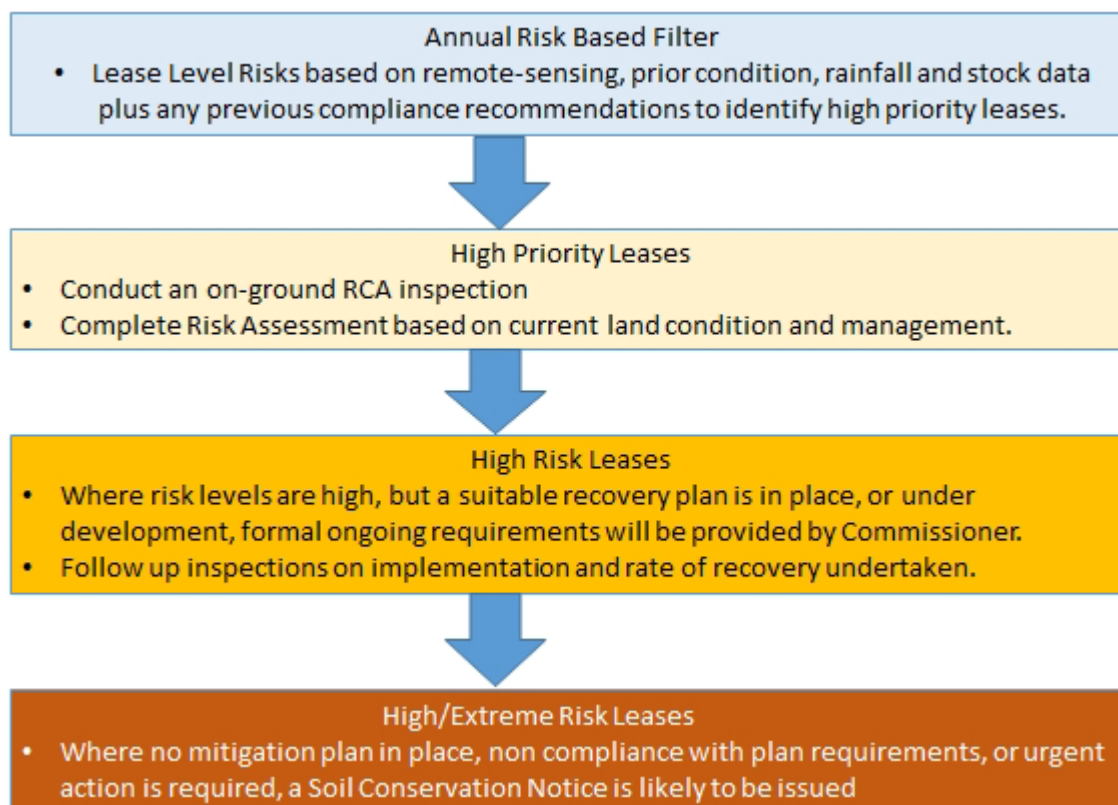 Annual Risk Based Filter
• Lease Level Risks based on remote-sensing, prior condition, rainfall and stock data
plus any previous compliance recommendations to identify high priority leases.
High Priority Leases
• Conduct an on-ground RCA inspection
• Complete Risk Assessment based on current land condition and management.
High Risk Leases
• Where risk levels are high, but a suitable recovery plan is in place, or under
development, formal ongoing requirements will be provided by Commissioner.
• Follow up inspections on implementation and rate of recovery undertaken.
High/Extreme Risk Leases
• Where no mitigation plan in place, non compliance with plan requirements, or urgent
action is required, a Soil Conservation Notice is likely to be issued